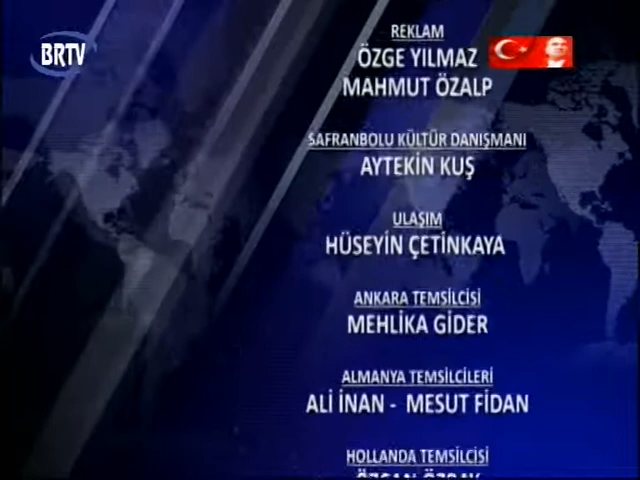 BRTV
REKLAM
ÖZGE YILMAZ
MAHMUT ÖZALP
SAFRANBOLU KÜLTÜR DANIŞMANI
AYTEKİN KUŞ
ULAŞIM
HÜSEYİN ÇETİNKAYA
ANKARA TEMSİLCİSİ
MEHLİKA GİDER
ALMANYA TEMSİLCİLERİ
ALİ İNAN - MESUT FİDAN
HOLLANDA TEMSİLCİSİ